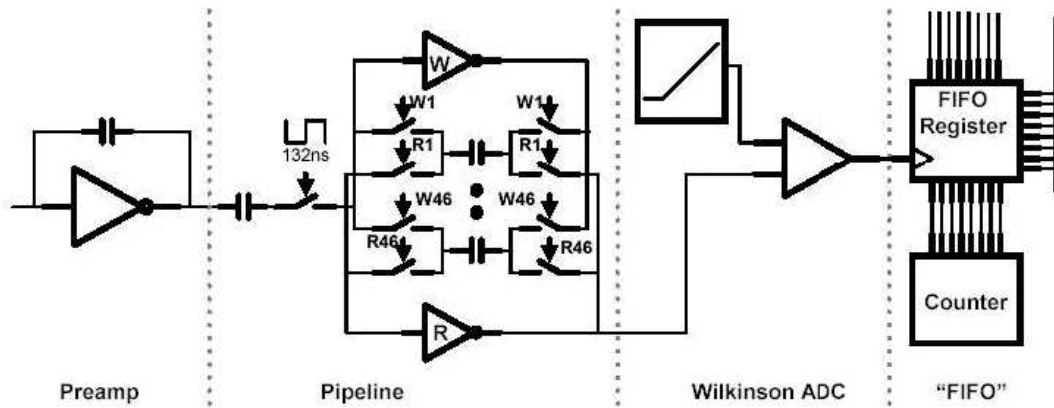 W
W1
W1
132ns
R1
R1
W46
W46
R46
R46
R
FIFO
Register
Counter
Preamp
Pipeline
Wilkinson ADC
“FIFO”